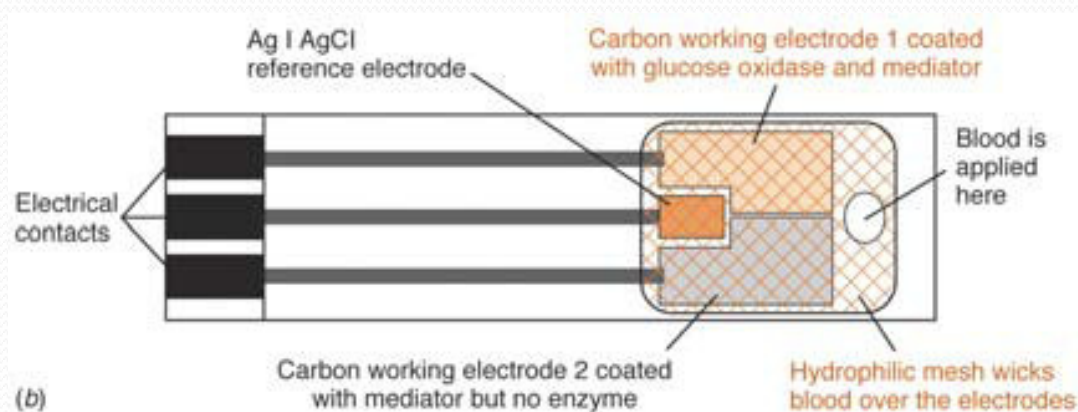 Ag I AgCI
reference electrode
Carbon working electrode 1 coated
with glucose oxidase and mediator
Blood is
applied
here
Electrical
contacts
Carbon working electrode 2 coated
with mediator but no enzyme
Hydrophilic mesh wicks
blood over the electrodes
(b)